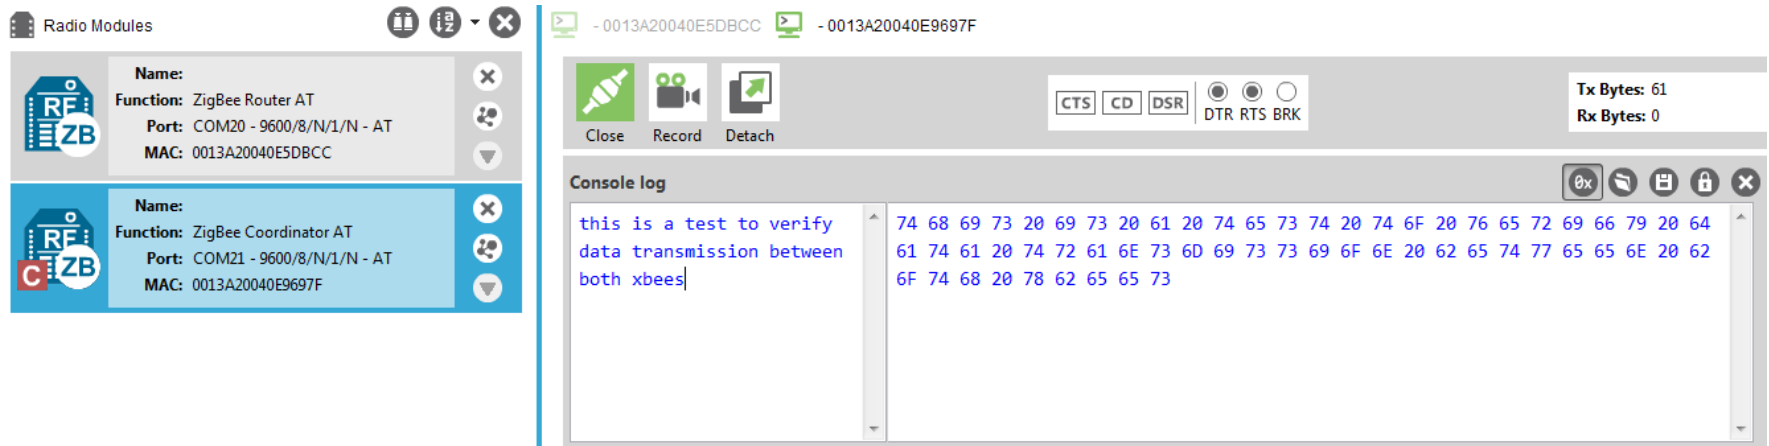 Radio Modules
Name:
Function: ZigBee Router AT
Port: COM20 - 9600/8/N/1/N - AT
MAC: 0013A20040E5DBCC
RF
ZB
Name:
Function: ZigBee Coordinator AT
Port: COM21 - 9600/8/N/1/N - AT
MAC: 0013A20040E9697F
RF
ZB
C
- 0013A20040E5DBCC - 0013A20040E9697F
Close Record Detach
CTS CD DSR DTR RTS BRK
Tx Bytes: 61
Rx Bytes: 0
Console log
0x
this is a test to verify
data transmission between
both xbees
74 68 69 73 20 69 73 20 61 20 74 65 73 74 20 74 6F 20 76 65 72 69 66 79 20 64
61 74 61 20 74 72 61 6E 73 6D 69 73 73 69 6F 6E 20 62 65 74 77 65 65 6E 20 62
6F 74 68 20 78 62 65 65 73